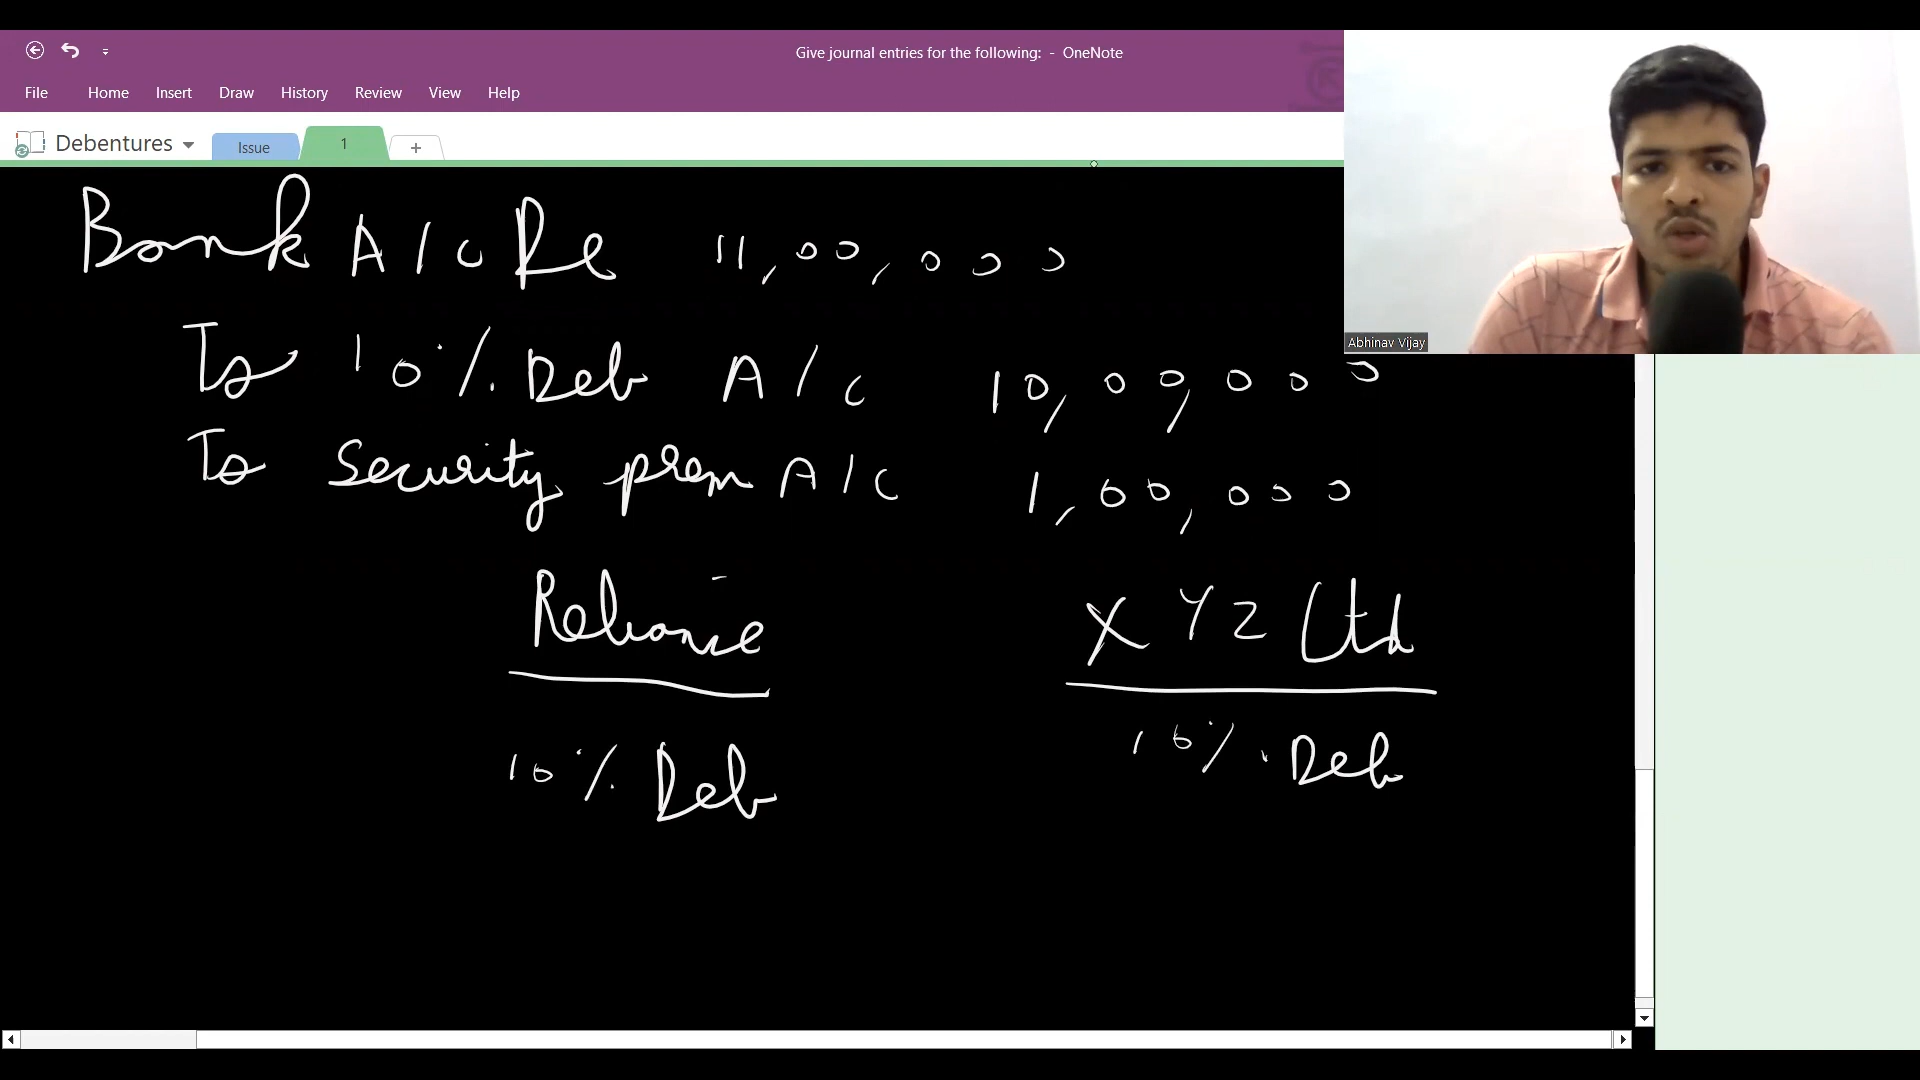 Give journal entries for the following: - OneNote
File Home Insert Draw History Review View Help
Debentures Issue 1 +
Bank A/c De 11,00,000
To 10% Deb A/c 10,00,000
To Security prem A/c 1,00,000
Reliance XYZ Ltd
10% Deb 10% Deb
Abhinav Vijay